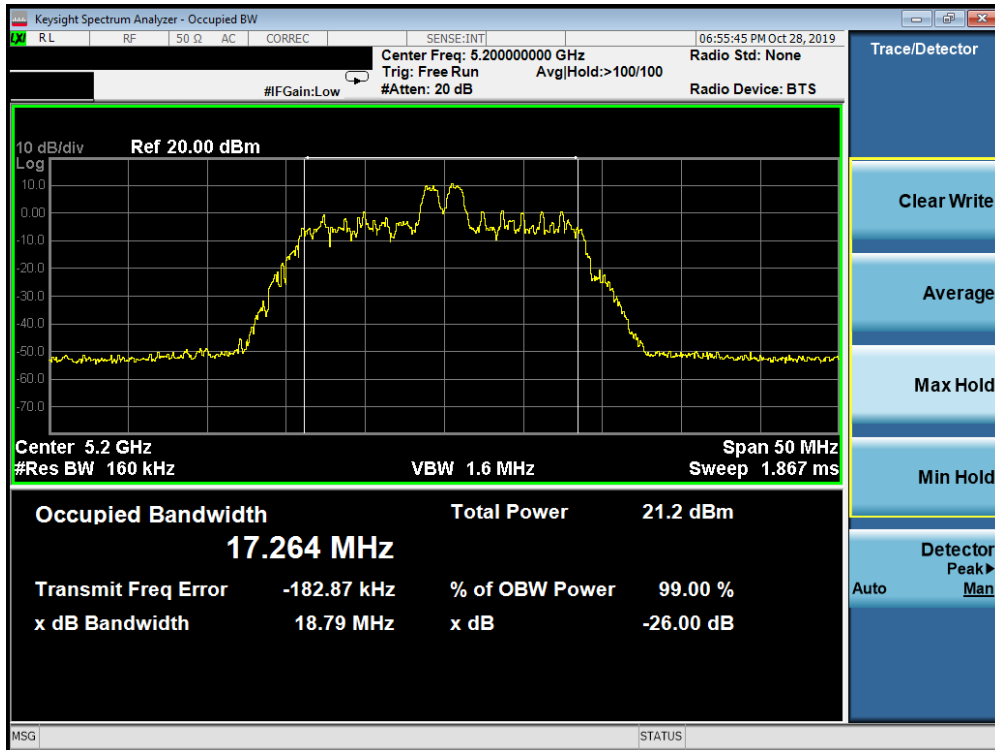 Keysight Spectrum Analyzer - Occupied BW
LXI RL RF 50 Ω AC CORREC SENSE:INT 06:55:45 PM Oct 28, 2019
Center Freq: 5.200000000 GHz Radio Std: None
Trig: Free Run Avg|Hold:>100/100
#IFGain:Low #Atten: 20 dB Radio Device: BTS
Trace/Detector
10 dB/div Ref 20.00 dBm
Log
10.0
0.00
-10.0
-20.0
-30.0
-40.0
-50.0
-60.0
-70.0
Center 5.2 GHz Span 50 MHz
#Res BW 160 kHz VBW 1.6 MHz Sweep 1.867 ms
Occupied Bandwidth Total Power 21.2 dBm
17.264 MHz
Transmit Freq Error -182.87 kHz % of OBW Power 99.00 %
x dB Bandwidth 18.79 MHz x dB -26.00 dB
Clear Write
Average
Max Hold
Min Hold
Detector
Peak▶
Auto Man
MSG STATUS